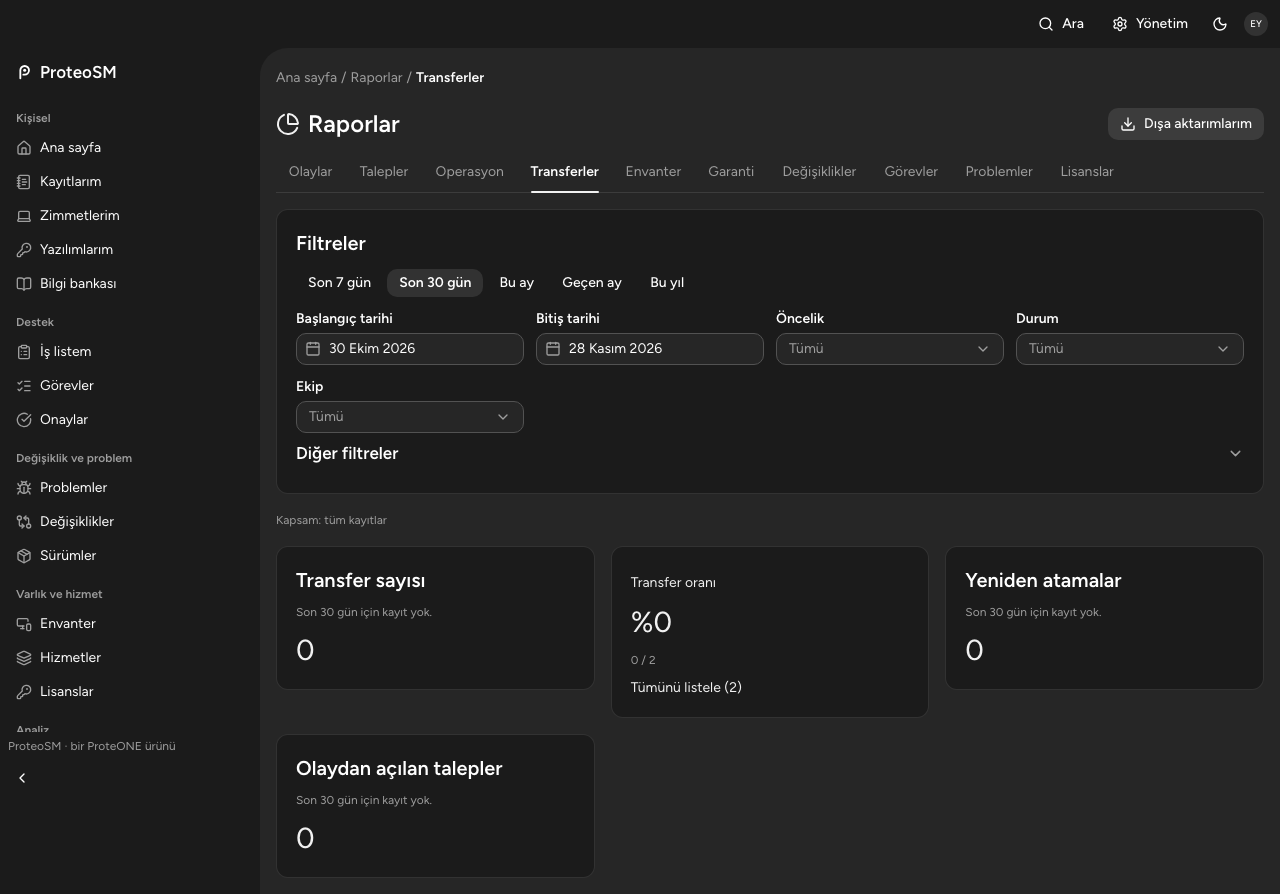 Ara
Yönetim
EY
ProteoSM
Kişisel
Ana sayfa
Kayıtlarım
Zimmetlerim
Yazılımlarım
Bilgi bankası
Destek
İş listem
Görevler
Onaylar
Değişiklik ve problem
Problemler
Değişiklikler
Sürümler
Varlık ve hizmet
Envanter
Hizmetler
Lisanslar
Analiz
ProteoSM · bir ProteONE ürünü
Ana sayfa / Raporlar / Transferler
Raporlar
Dışa aktarımlarım
Olaylar Talepler Operasyon Transferler Envanter Garanti Değişiklikler Görevler Problemler Lisanslar
Filtreler
Son 7 gün Son 30 gün Bu ay Geçen ay Bu yıl
Başlangıç tarihi Bitiş tarihi Öncelik Durum
30 Ekim 2026 28 Kasım 2026 Tümü Tümü
Ekip
Tümü
Diğer filtreler
Kapsam: tüm kayıtlar
Transfer sayısı
Son 30 gün için kayıt yok.
0
Transfer oranı
%0
0 / 2
Tümünü listele (2)
Yeniden atamalar
Son 30 gün için kayıt yok.
0
Olaydan açılan talepler
Son 30 gün için kayıt yok.
0